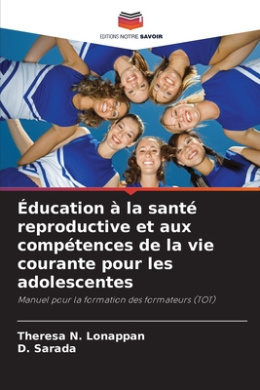 EDITIONS NOTRE SAVOIR
Éducation à la santé
reproductive et aux
compétences de la vie
courante pour les
adolescentes
Manuel pour la formation des formateurs (TOT)
Theresa N. Lonappan
D. Sarada